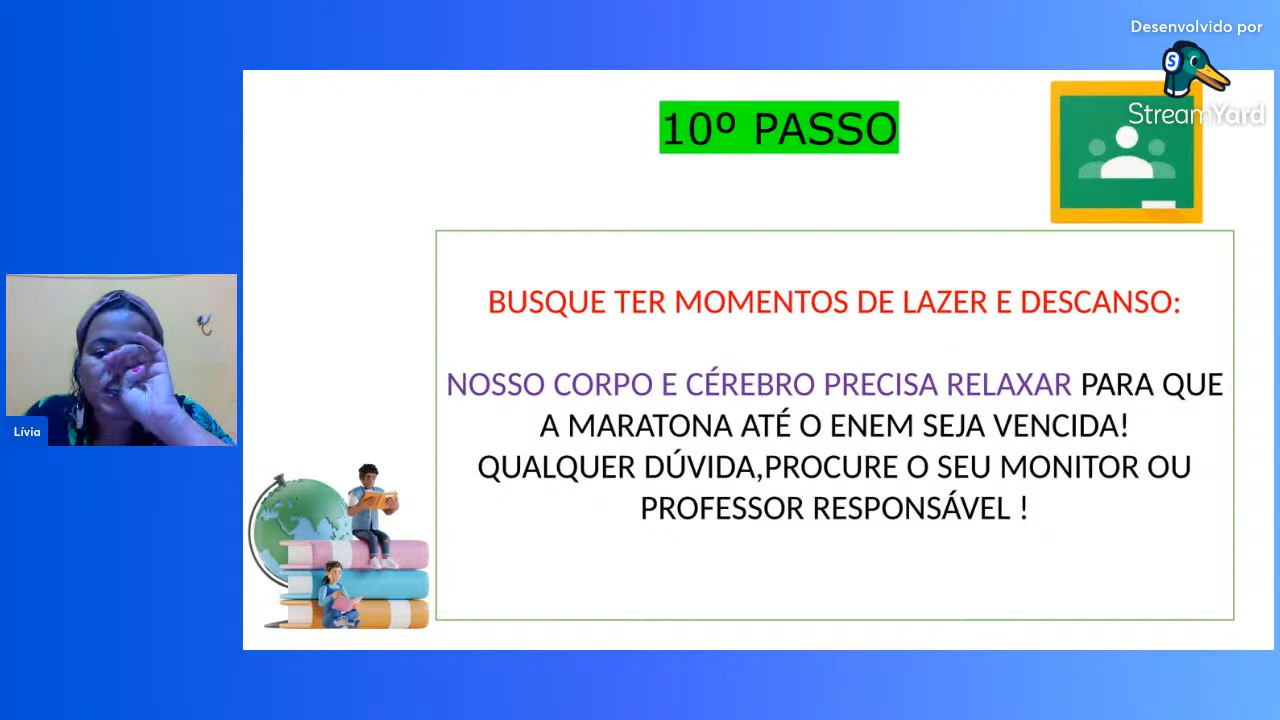 Desenvolvido por
StreamYard
10º PASSO
BUSQUE TER MOMENTOS DE LAZER E DESCANSO:
NOSSO CORPO E CÉREBRO PRECISA RELAXAR PARA QUE
A MARATONA ATÉ O ENEM SEJA VENCIDA!
QUALQUER DÚVIDA,PROCURE O SEU MONITOR OU
PROFESSOR RESPONSÁVEL !
Lívia